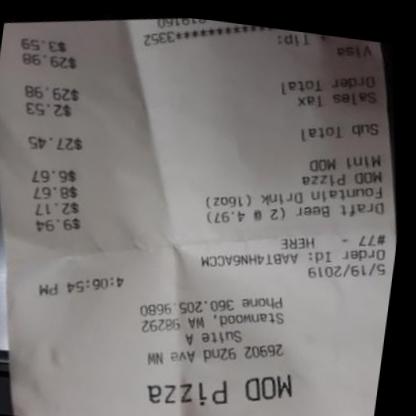 MOD Pizza
26902 92nd Ave NW
Suite A
Stanwood, WA 98292
Phone 360.205.9680
5/19/2019 4:06:54 PM
Order Id: AABT4HN6ACCM
#77 - HERE
Draft Beer (2 @ 4.97) $9.94
Fountain Drink (16oz) $2.17
MOD Pizza $8.67
Mini MOD $6.67
Sub Total $27.45
Sales Tax $2.53
Order Total $29.98
Visa $29.98
Tip: $3.59
************3352